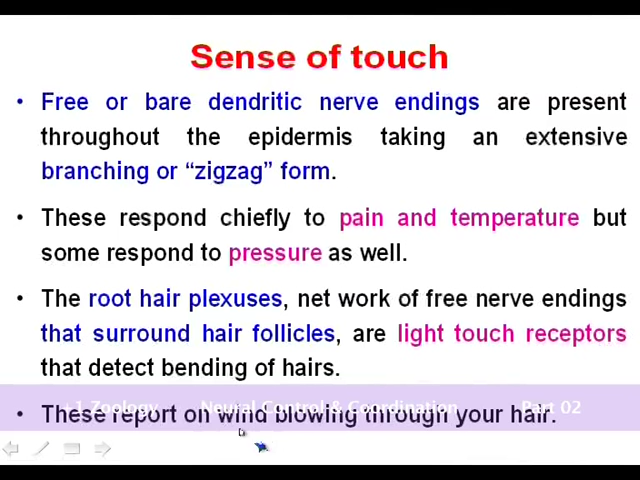 Sense of touch
• Free or bare dendritic nerve endings are present
throughout the epidermis taking an extensive
branching or “zigzag” form.
• These respond chiefly to pain and temperature but
some respond to pressure as well.
• The root hair plexuses, net work of free nerve endings
that surround hair follicles, are light touch receptors
that detect bending of hairs.
+1 Zoology Neural Control & Coordination Part 02
• These report on wind blowing through your hair.